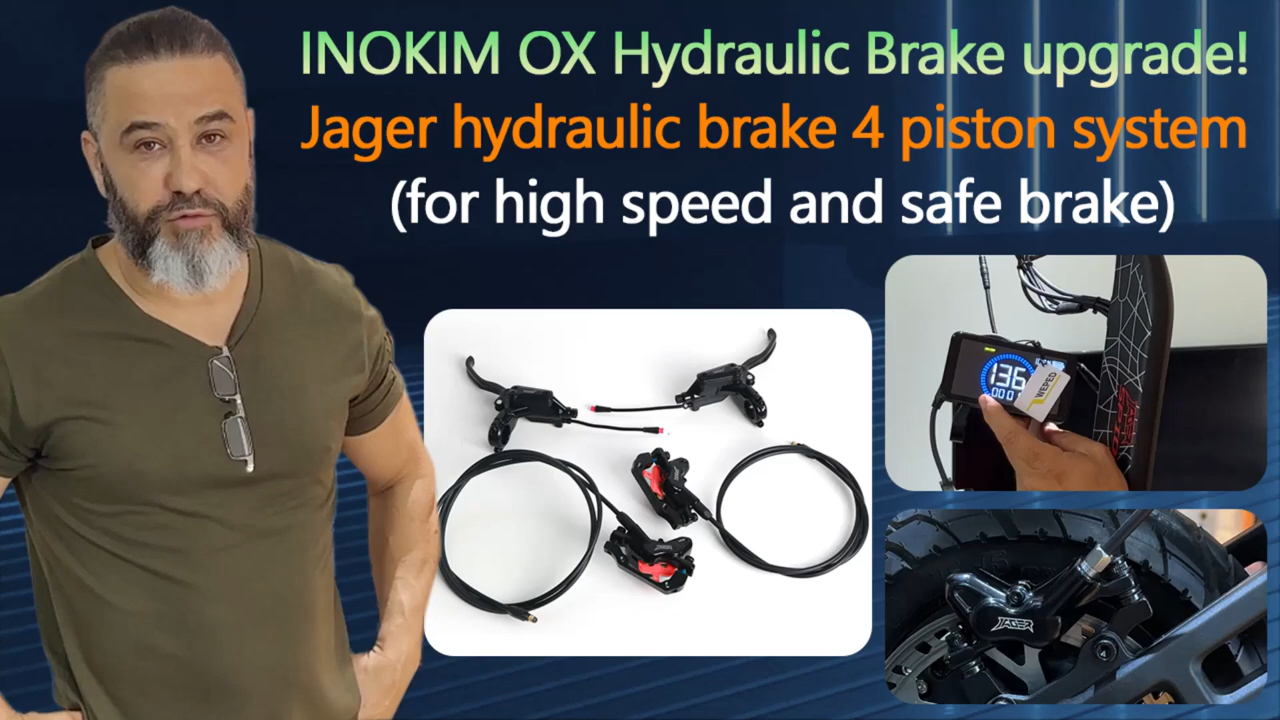 INOKIM OX Hydraulic Brake upgrade!
Jager hydraulic brake 4 piston system
(for high speed and safe brake)
136
WEPED
JAGER